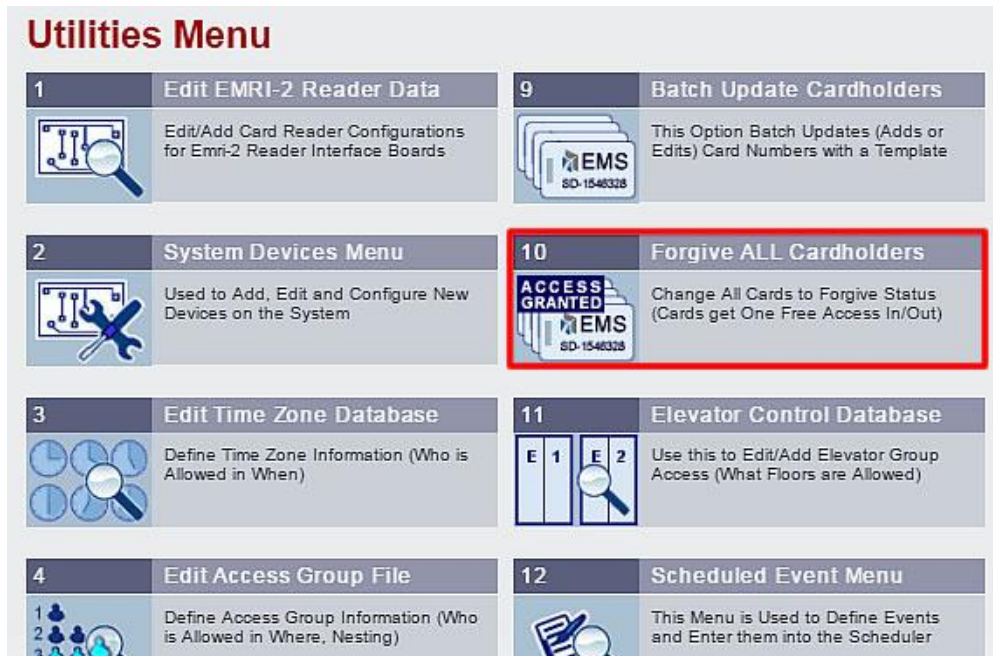 Utilities Menu
1 Edit EMRI-2 Reader Data
Edit/Add Card Reader Configurations
for Emri-2 Reader Interface Boards
9 Batch Update Cardholders
EMS
SD-1546328
This Option Batch Updates (Adds or
Edits) Card Numbers with a Template
2 System Devices Menu
Used to Add, Edit and Configure New
Devices on the System
10 Forgive ALL Cardholders
ACCESS
GRANTED
EMS
SD-1546328
Change All Cards to Forgive Status
(Cards get One Free Access In/Out)
3 Edit Time Zone Database
Define Time Zone Information (Who is
Allowed in When)
11 Elevator Control Database
E 1 E 2
Use this to Edit/Add Elevator Group
Access (What Floors are Allowed)
4 Edit Access Group File
1
2
3
Define Access Group Information (Who
is Allowed in Where, Nesting)
12 Scheduled Event Menu
This Menu is Used to Define Events
and Enter them into the Scheduler